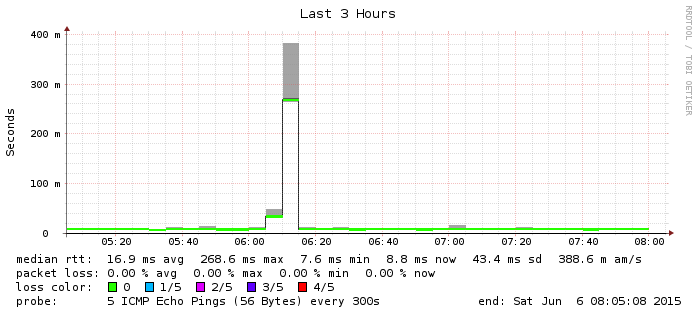 Last 3 Hours
RRDTOOL / TOBI OETIKER
Seconds
400 m
300 m
200 m
100 m
0
05:20 05:40 06:00 06:20 06:40 07:00 07:20 07:40 08:00
median rtt: 16.9 ms avg 268.6 ms max 7.6 ms min 8.8 ms now 43.4 ms sd 388.6 m am/s
packet loss: 0.00 % avg 0.00 % max 0.00 % min 0.00 % now
loss color: 0 1/5 2/5 3/5 4/5
probe: 5 ICMP Echo Pings (56 Bytes) every 300s end: Sat Jun 6 08:05:08 2015